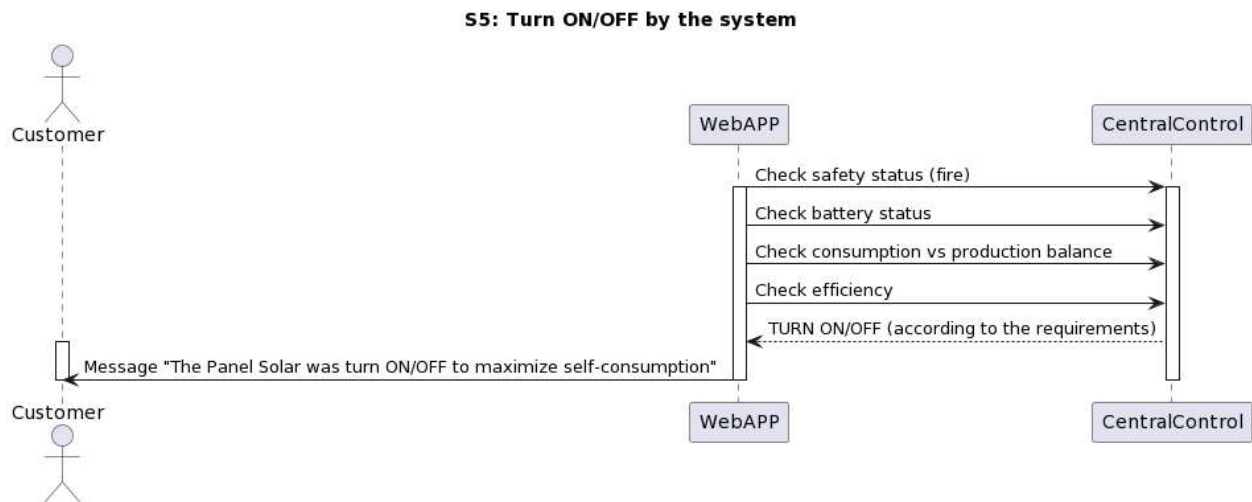 S5: Turn ON/OFF by the system
Customer
WebAPP
CentralControl
Check safety status (fire)
Check battery status
Check consumption vs production balance
Check efficiency
TURN ON/OFF (according to the requirements)
Message "The Panel Solar was turn ON/OFF to maximize self-consumption"
Customer
WebAPP
CentralControl